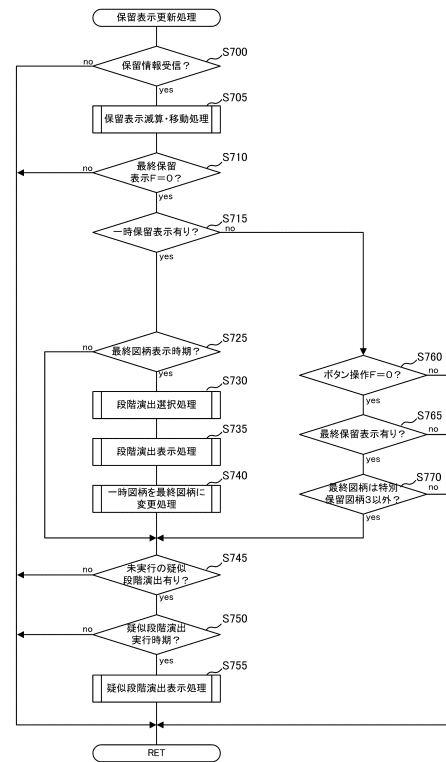 保留表示更新処理
S700
保留情報受信？
no
yes
S705
保留表示減算・移動処理
S710
最終保留
表示F＝0？
no
yes
S715
一時保留表示有り？
no
yes
S725
最終図柄表示時期？
no
yes
S730
段階演出選択処理
S735
段階演出表示処理
S740
一時図柄を最終図柄に
変更処理
S760
ボタン操作F＝0？
no
yes
S765
最終保留表示有り？
no
yes
S770
最終図柄は特別
保留図柄3以外？
no
yes
S745
未実行の疑似
段階演出有り？
no
yes
S750
疑似段階演出
実行時期？
no
yes
S755
疑似段階演出表示処理
RET